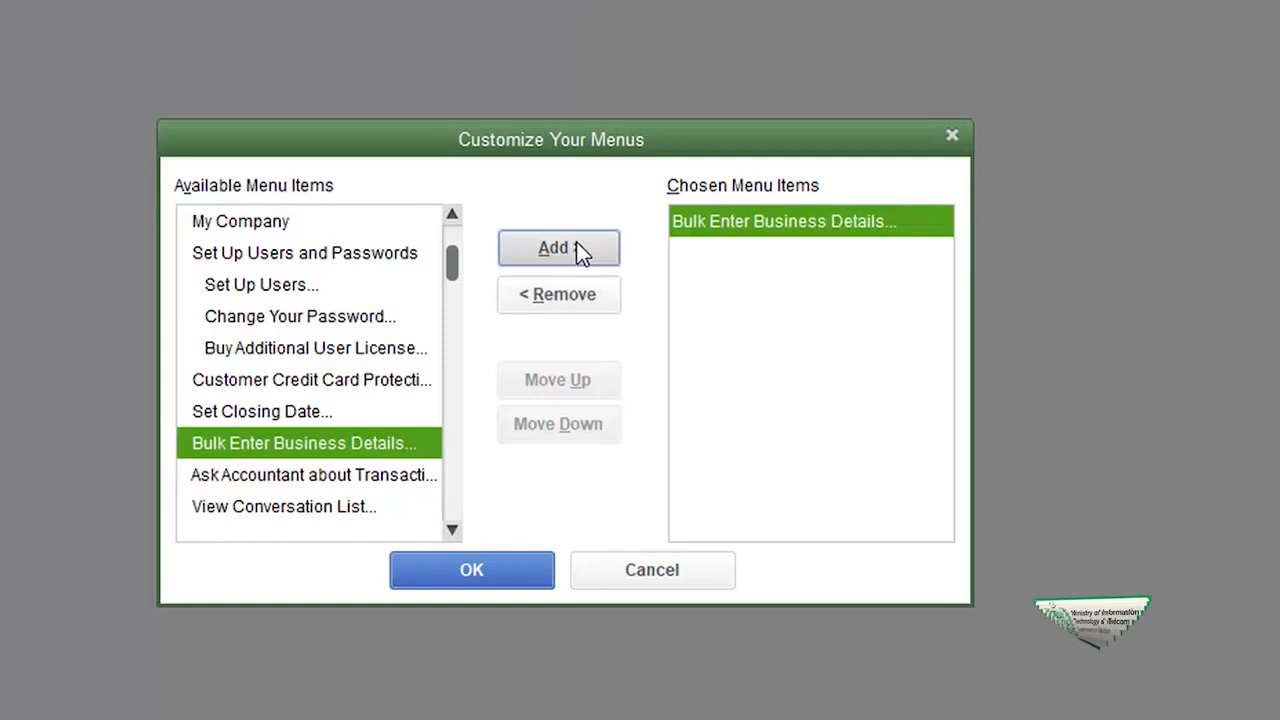 Customize Your Menus
Available Menu Items
My Company
Set Up Users and Passwords
Set Up Users...
Change Your Password...
Buy Additional User License...
Customer Credit Card Protecti...
Set Closing Date...
Bulk Enter Business Details...
Ask Accountant about Transacti...
View Conversation List...
Add >
< Remove
Move Up
Move Down
Chosen Menu Items
Bulk Enter Business Details...
OK
Cancel
Ministry of Information
Technology &